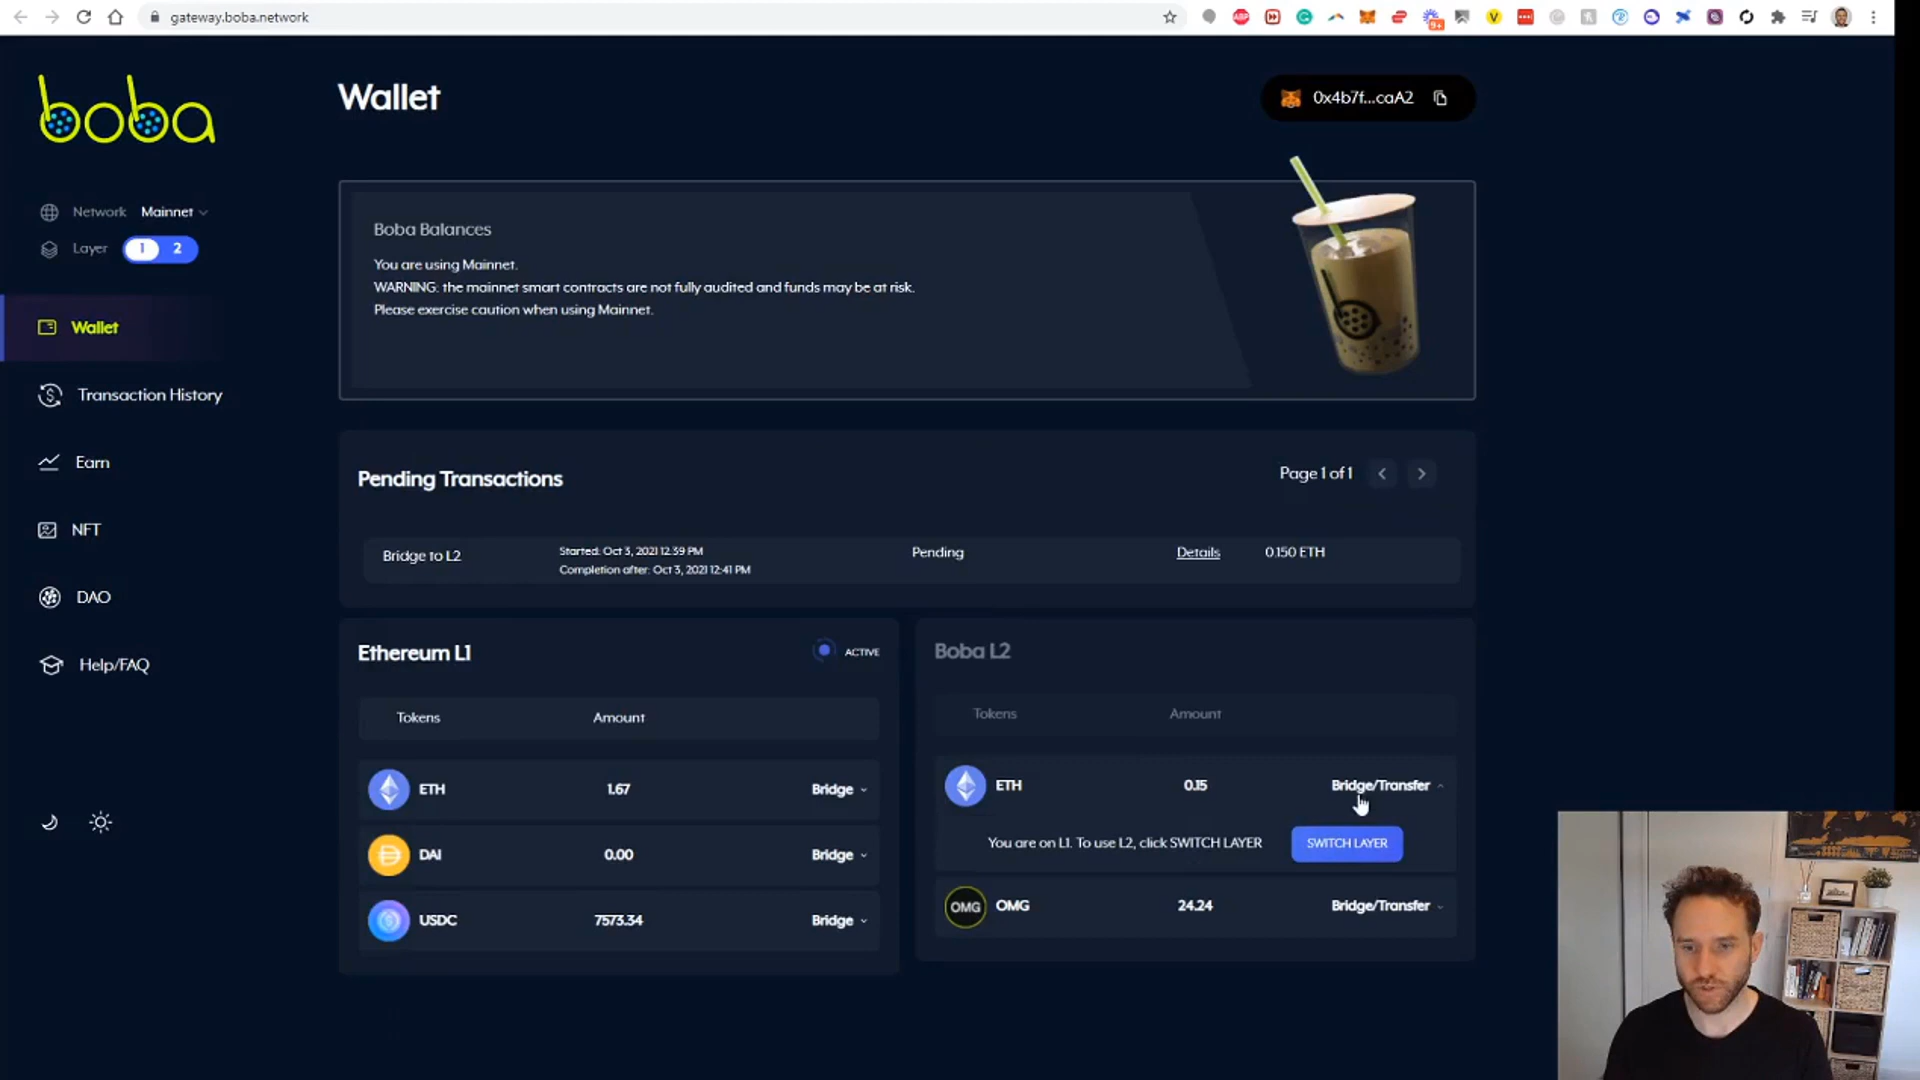 gateway.boba.network
ABP
9+
V
boba
Wallet
0x4b7f...caA2
Network Mainnet
Layer 1 2
Boba Balances
You are using Mainnet.
WARNING: the mainnet smart contracts are not fully audited and funds may be at risk.
Please exercise caution when using Mainnet.
Wallet
Transaction History
Earn
NFT
DAO
Help/FAQ
Pending Transactions
Page 1 of 1
Bridge to L2
Started: Oct 3, 2021 12:39 PM
Completion after: Oct 3, 2021 12:41 PM
Pending
Details
0.150 ETH
Ethereum L1
ACTIVE
Tokens Amount
ETH 1.67 Bridge
DAI 0.00 Bridge
USDC 7573.34 Bridge
Boba L2
Tokens Amount
ETH 0.15 Bridge/Transfer
You are on L1. To use L2, click SWITCH LAYER
SWITCH LAYER
OMG OMG 24.24 Bridge/Transfer